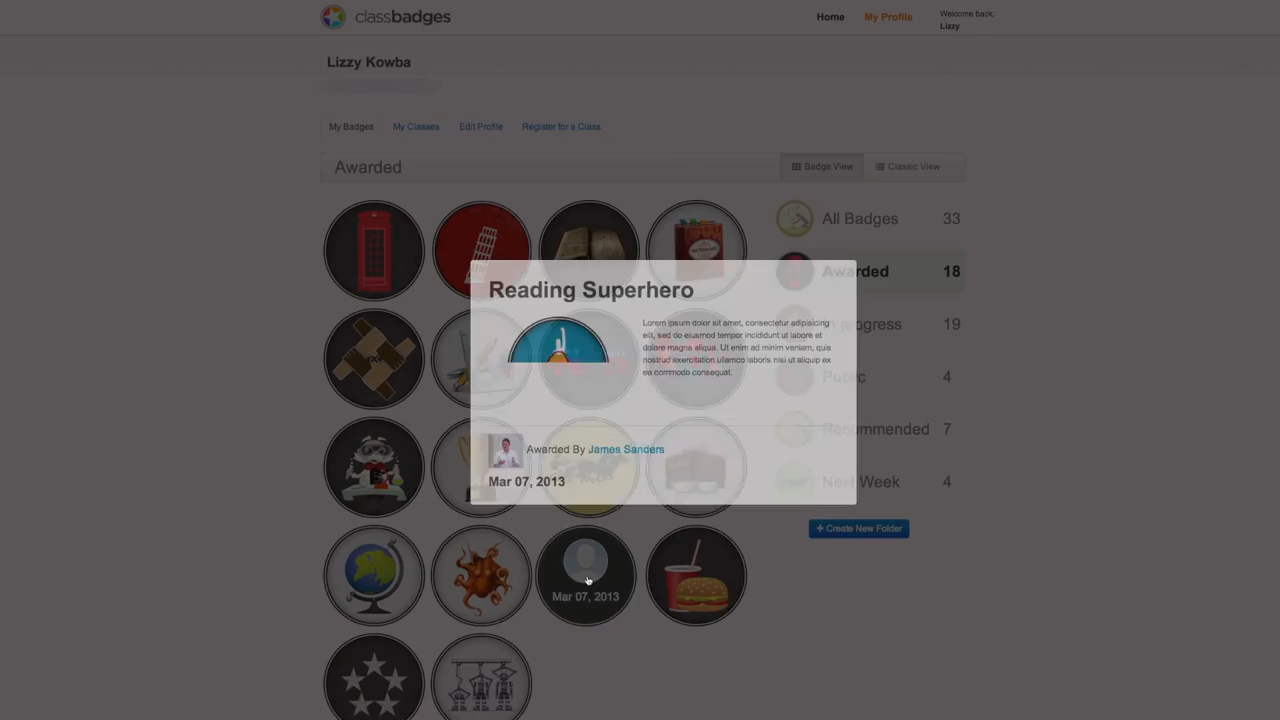 classbadges
Home
My Profile
Welcome back,
Lizzy
Lizzy Kowba
My Badges
My Classes
Edit Profile
Register for a Class
Awarded
Badge View
Classic View
All Badges 33
Awarded 18
progress 19
4
Recommended 7
Week 4
+ Create New Folder
Reading Superhero
Lorem ipsum dolor sit amet, consectetur adipisicing
elit, sed do eiusmod tempor incididunt ut labore et
dolore magna aliqua. Ut enim ad minim veniam, quis
nostrud exercitation ullamco laboris nisi ut aliquip ex
ea commodo consequat.
Awarded By James Sanders
Mar 07, 2013
Mar 07, 2013